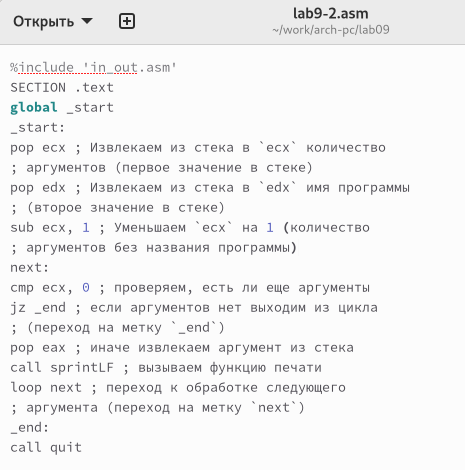 Открыть
lab9-2.asm
~/work/arch-pc/lab09
%include 'in_out.asm'
SECTION .text
global _start
_start:
pop ecx ; Извлекаем из стека в `ecx` количество
; аргументов (первое значение в стеке)
pop edx ; Извлекаем из стека в `edx` имя программы
; (второе значение в стеке)
sub ecx, 1 ; Уменьшаем `ecx` на 1 (количество
; аргументов без названия программы)
next:
cmp ecx, 0 ; проверяем, есть ли еще аргументы
jz _end ; если аргументов нет выходим из цикла
; (переход на метку `_end`)
pop eax ; иначе извлекаем аргумент из стека
call sprintLF ; вызываем функцию печати
loop next ; переход к обработке следующего
; аргумента (переход на метку `next`)
_end:
call quit